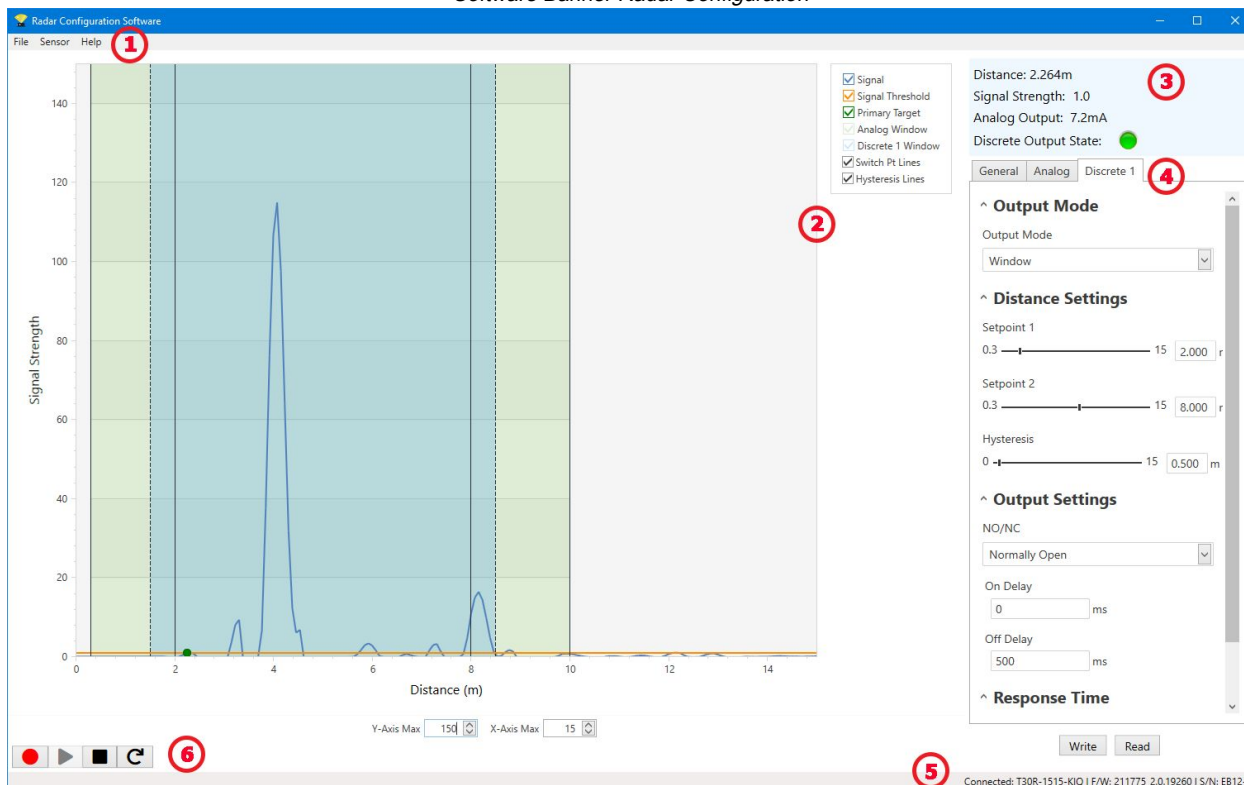 Software Banner Radar Configuration
Radar Configuration Software
File Sensor Help
1
140
120
100
80
60
40
20
0
Signal Strength
0 2 4 6 8 10 12 14
Distance (m)
Signal
Signal Threshold
Primary Target
Analog Window
Discrete 1 Window
Switch Pt Lines
Hysteresis Lines
2
Distance: 2.264m
Signal Strength: 1.0
Analog Output: 7.2mA
Discrete Output State:
3
General Analog Discrete 1
4
Output Mode
Output Mode
Window
Distance Settings
Setpoint 1
0.3 15 2.000 r
Setpoint 2
0.3 15 8.000 r
Hysteresis
0 15 0.500 m
Output Settings
NO/NC
Normally Open
On Delay
0 ms
Off Delay
500 ms
Response Time
Write Read
Y-Axis Max 150 X-Axis Max 15
6
5
Connected: T30R-1515-KIQ | F/W: 211775_2.0.19260 | S/N: EB12-